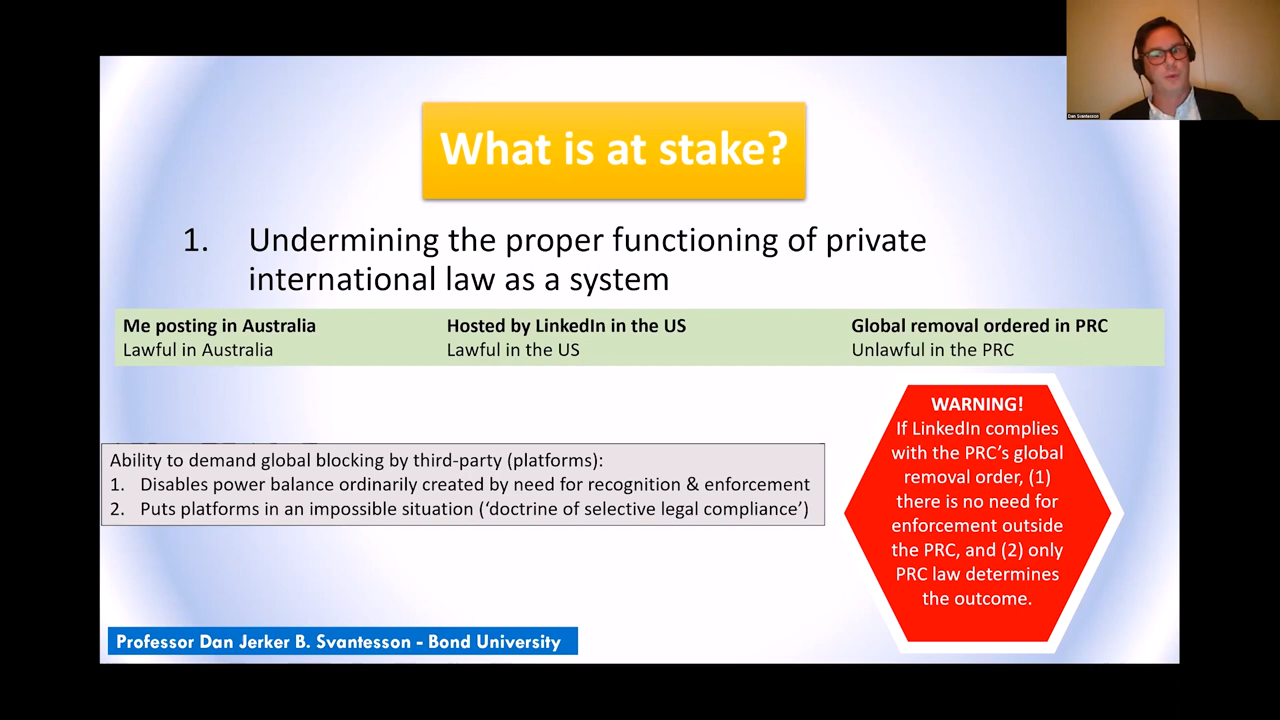 Dan Svantesson
What is at stake?
1. Undermining the proper functioning of private
international law as a system
Me posting in Australia
Lawful in Australia
Hosted by LinkedIn in the US
Lawful in the US
Global removal ordered in PRC
Unlawful in the PRC
Ability to demand global blocking by third-party (platforms):
1. Disables power balance ordinarily created by need for recognition & enforcement
2. Puts platforms in an impossible situation (‘doctrine of selective legal compliance’)
WARNING!
If LinkedIn complies
with the PRC’s global
removal order, (1)
there is no need for
enforcement outside
the PRC, and (2) only
PRC law determines
the outcome.
Professor Dan Jerker B. Svantesson - Bond University